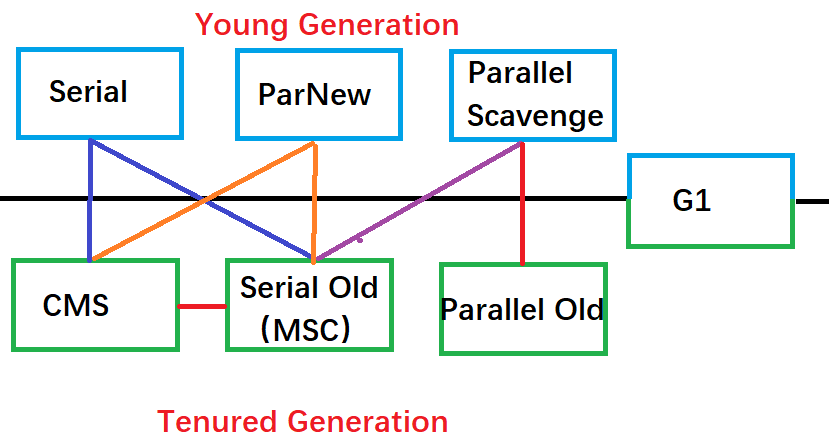 Young Generation
Serial
ParNew
Parallel
Scavenge
G1
CMS
Serial Old
(MSC)
Parallel Old
Tenured Generation